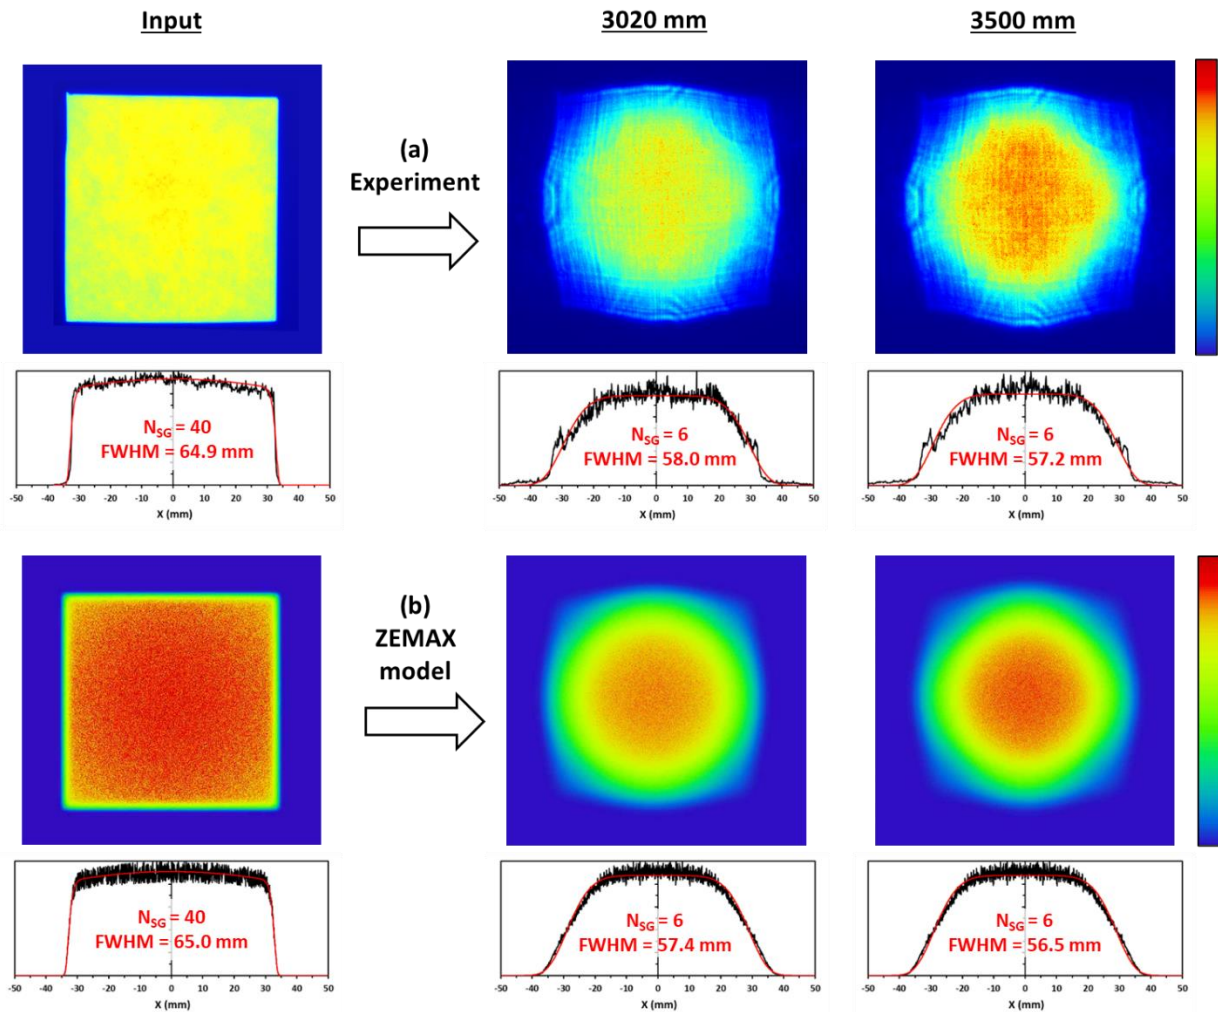 Input
3020 mm
3500 mm
(a)
Experiment
N_SG = 40
FWHM = 64.9 mm
-50 -40 -30 -20 -10 0 10 20 30 40 50
X (mm)
N_SG = 6
FWHM = 58.0 mm
-50 -40 -30 -20 -10 0 10 20 30 40 50
X (mm)
N_SG = 6
FWHM = 57.2 mm
-50 -40 -30 -20 -10 0 10 20 30 40 50
X (mm)
(b)
ZEMAX
model
N_SG = 40
FWHM = 65.0 mm
-50 -40 -30 -20 -10 0 10 20 30 40 50
X (mm)
N_SG = 6
FWHM = 57.4 mm
-50 -40 -30 -20 -10 0 10 20 30 40 50
X (mm)
N_SG = 6
FWHM = 56.5 mm
-50 -40 -30 -20 -10 0 10 20 30 40 50
X (mm)